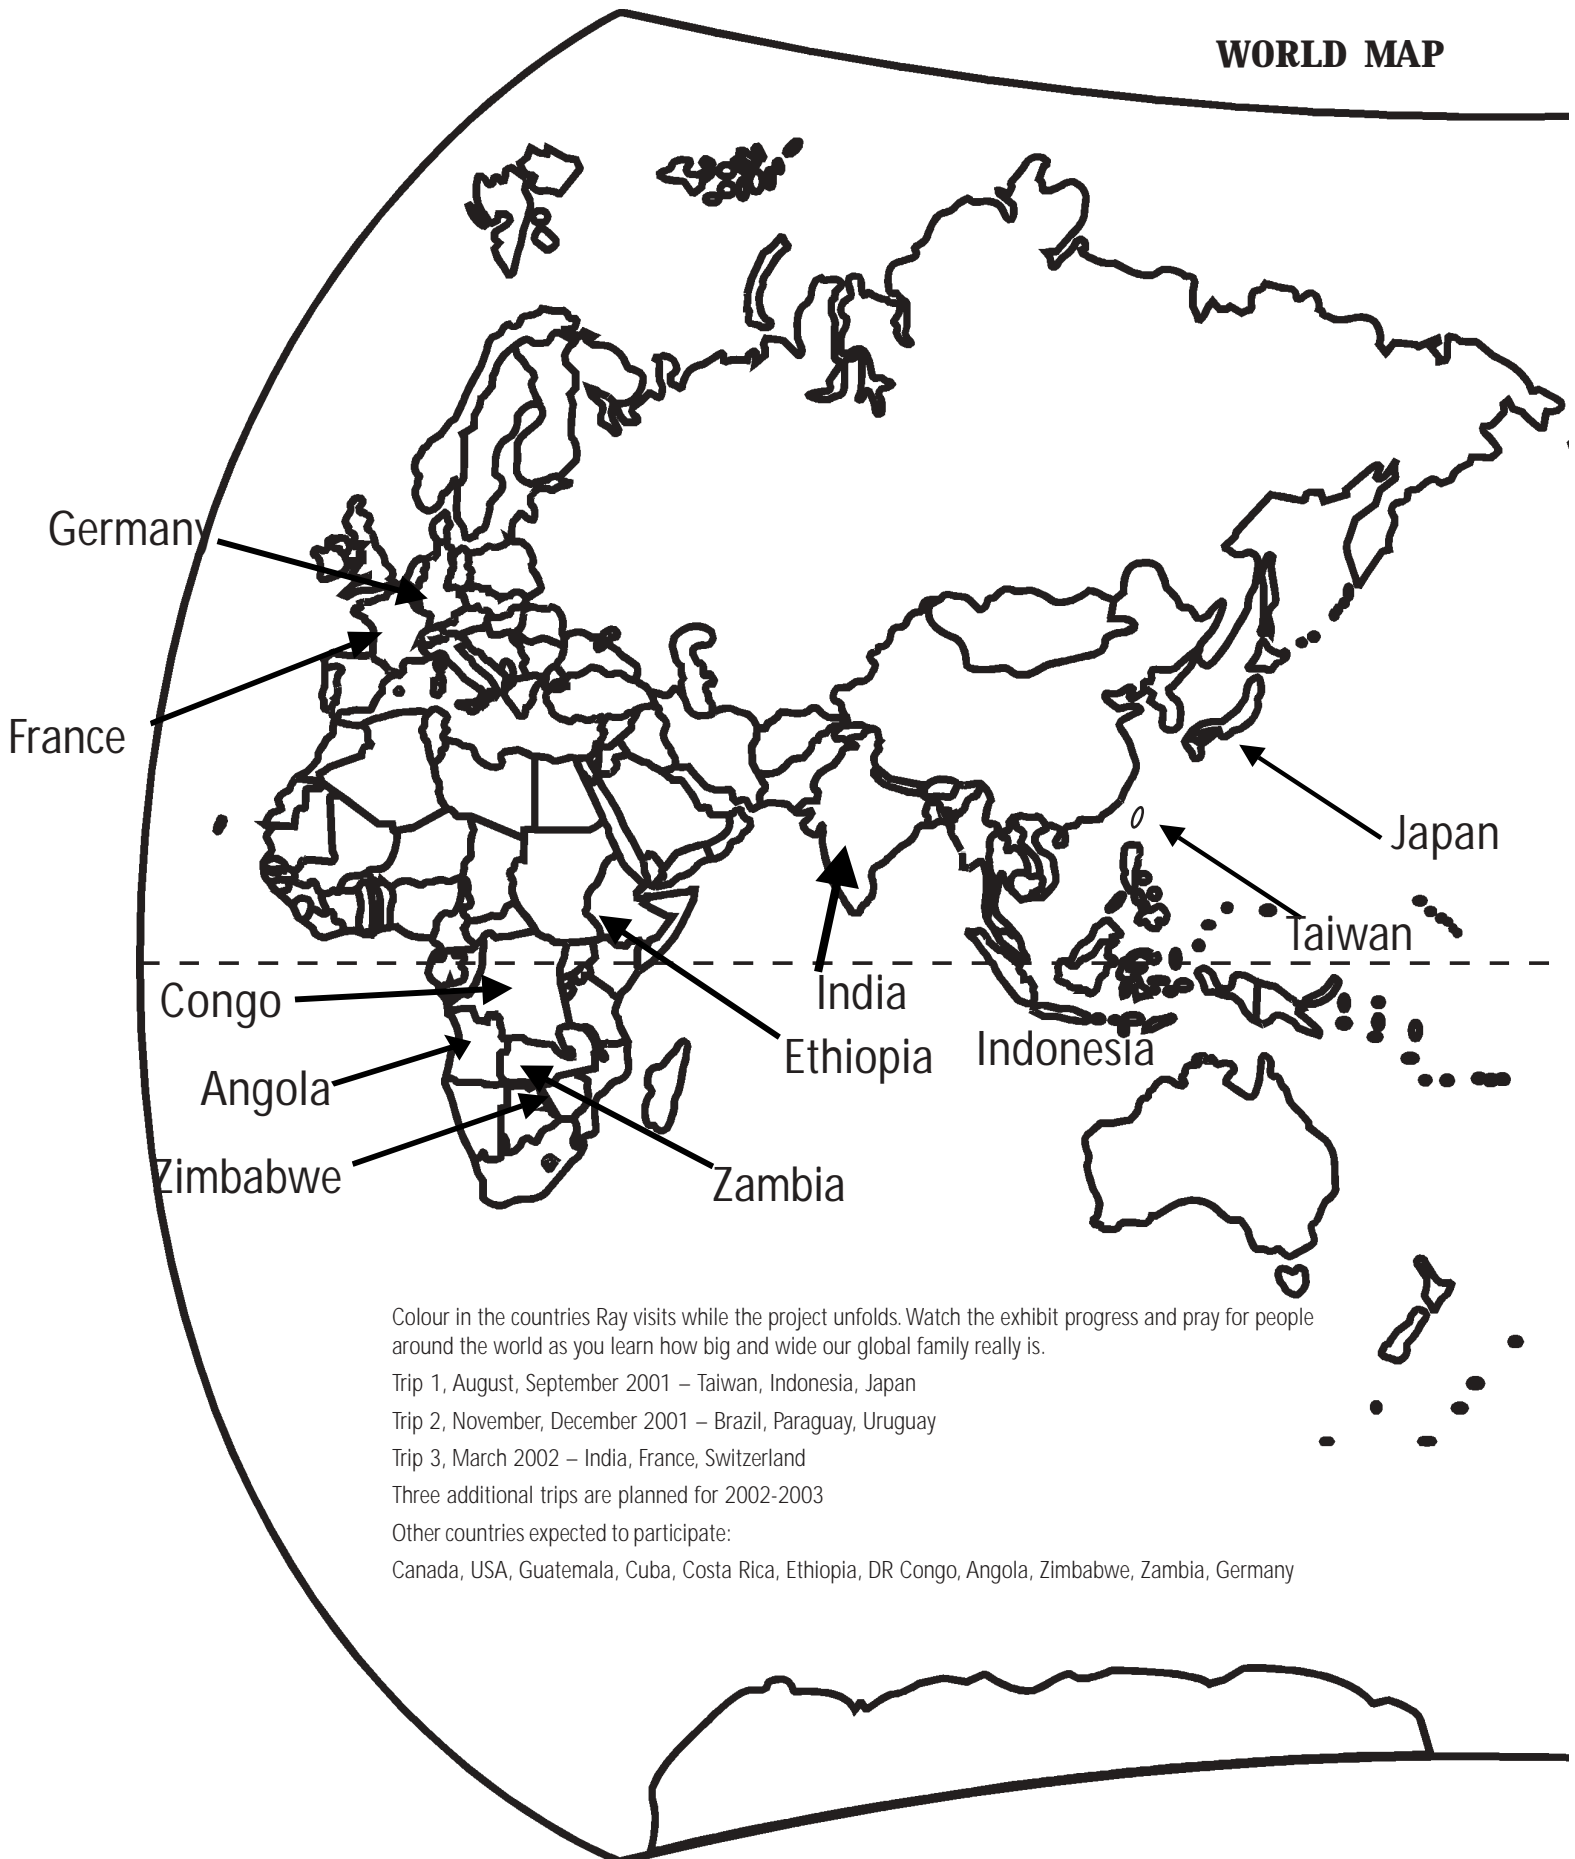 WORLD MAP
Germany
France
Japan
Taiwan
Congo
India
Ethiopia
Indonesia
Angola
Zimbabwe
Zambia
Colour in the countries Ray visits while the project unfolds. Watch the exhibit progress and pray for people
around the world as you learn how big and wide our global family really is.
Trip 1, August, September 2001 – Taiwan, Indonesia, Japan
Trip 2, November, December 2001 – Brazil, Paraguay, Uruguay
Trip 3, March 2002 – India, France, Switzerland
Three additional trips are planned for 2002-2003
Other countries expected to participate:
Canada, USA, Guatemala, Cuba, Costa Rica, Ethiopia, DR Congo, Angola, Zimbabwe, Zambia, Germany